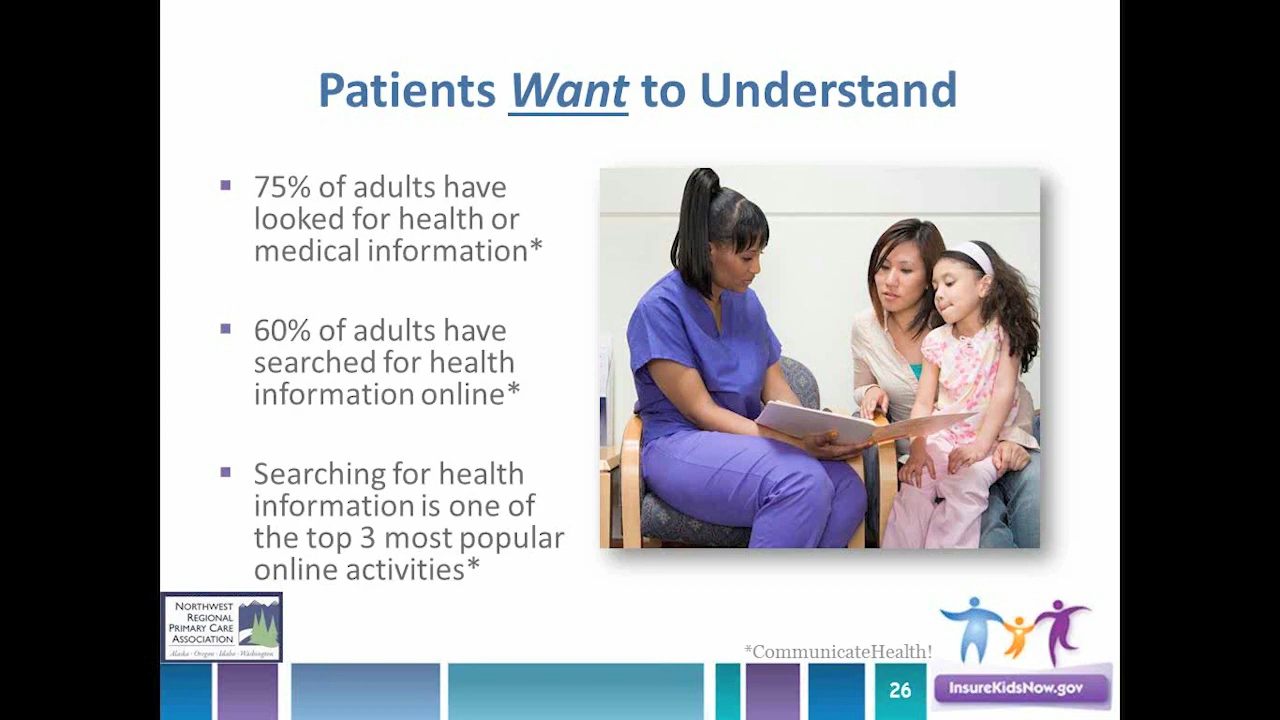 Patients Want to Understand
75% of adults have
looked for health or
medical information*
60% of adults have
searched for health
information online*
Searching for health
information is one of
the top 3 most popular
online activities*
NORTHWEST
REGIONAL
PRIMARY CARE
ASSOCIATION
Alaska · Oregon · Idaho · Washington
*CommunicateHealth!
26
InsureKidsNow.gov